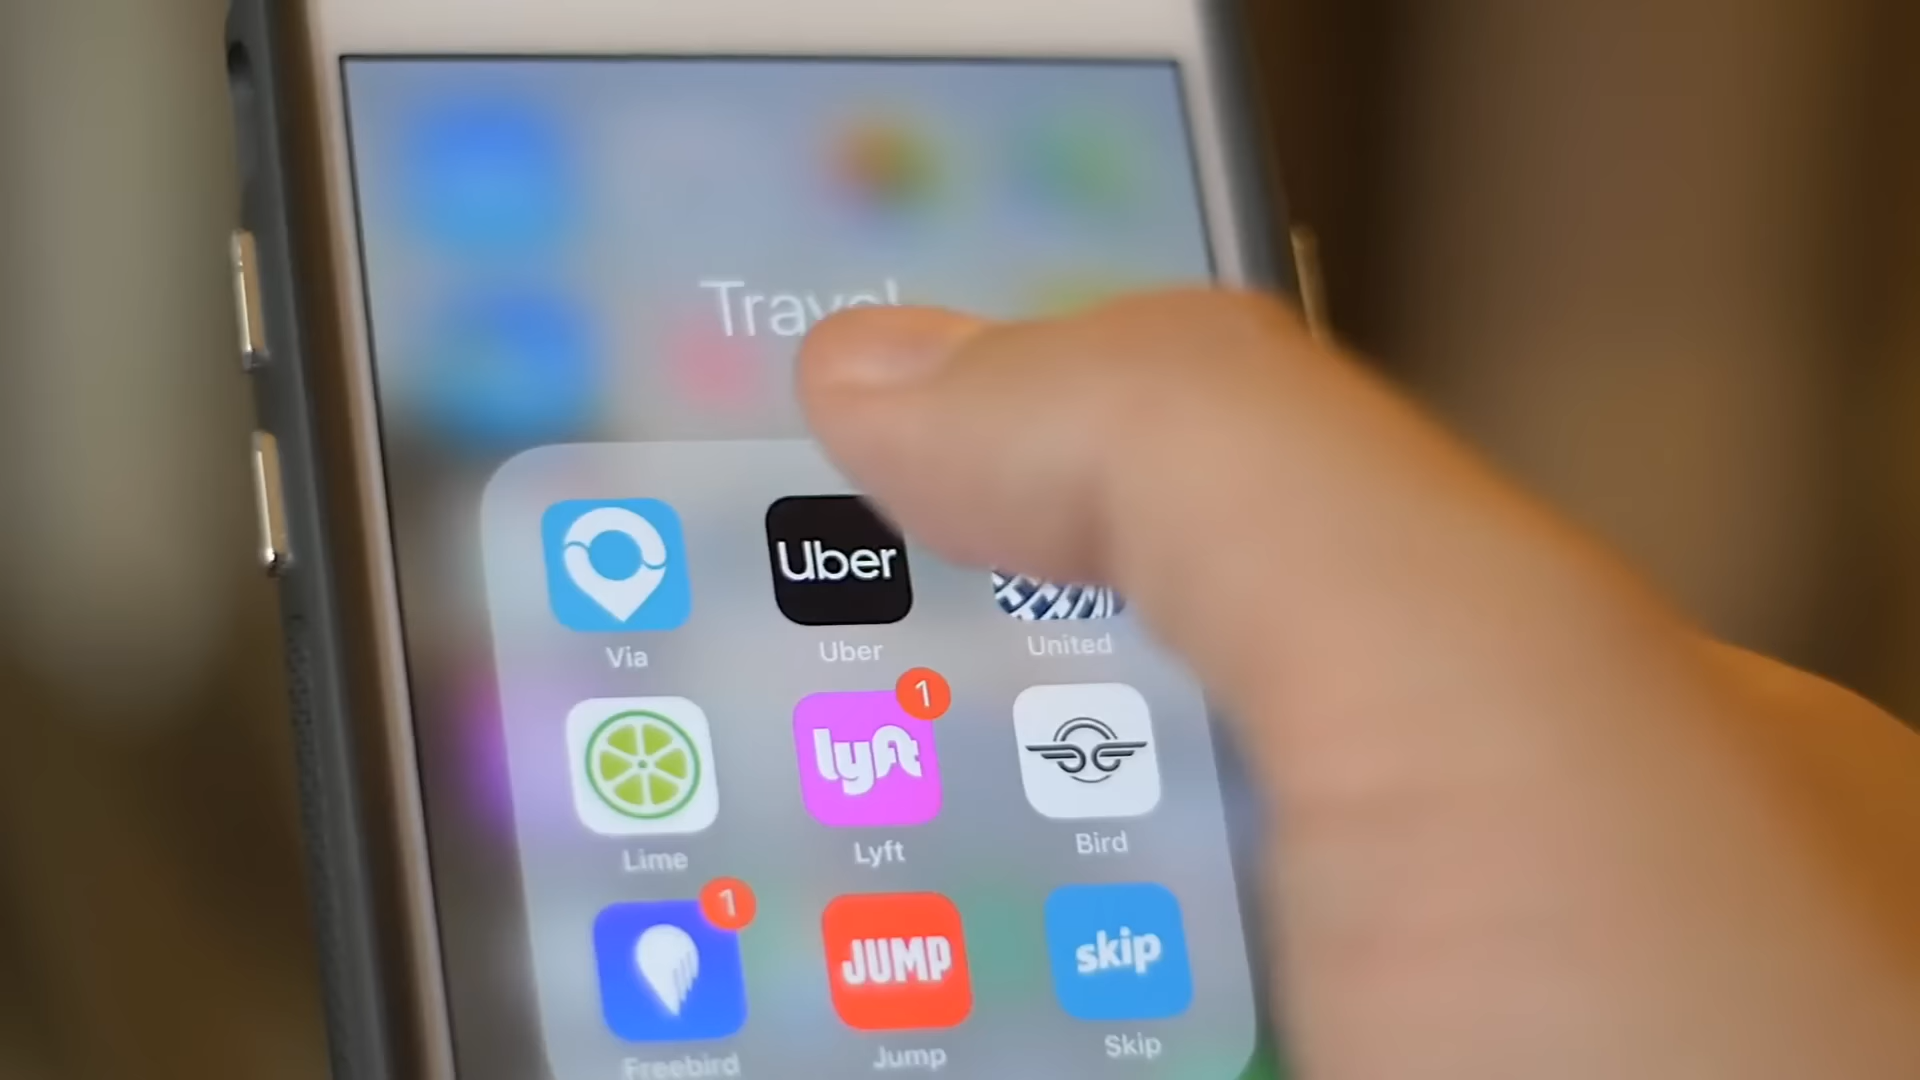 Travel
Uber
Via
Uber
United
1
lyft
Lime
Lyft
Bird
1
JUMP
skip
Freebird
Jump
Skip